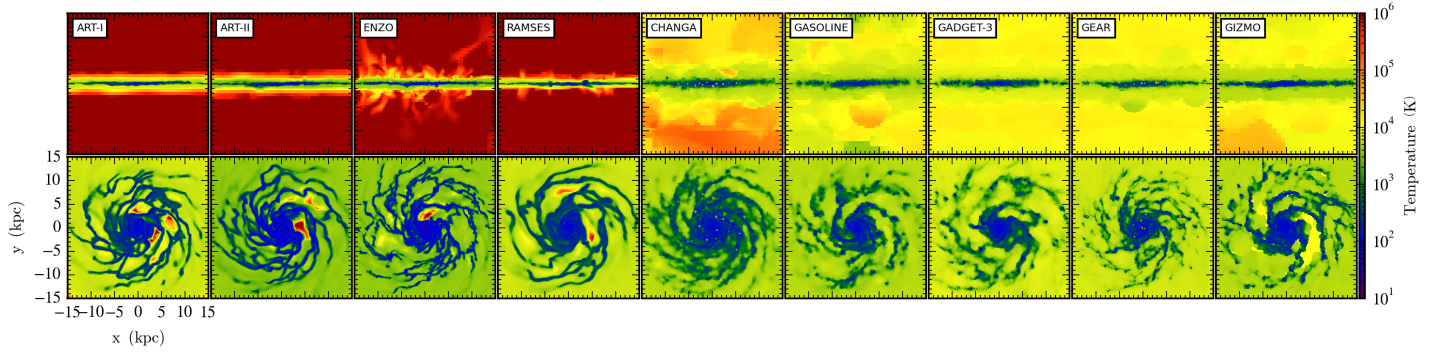 ART-I ART-II ENZO RAMSES CHANGA GASOLINE GADGET-3 GEAR GIZMO
10^6
10^5
10^4
10^3
10^2
10^1
Temperature (K)
15
10
5
0
−5
−10
−15
y (kpc)
−15 −10 −5 0 5 10 15
x (kpc)